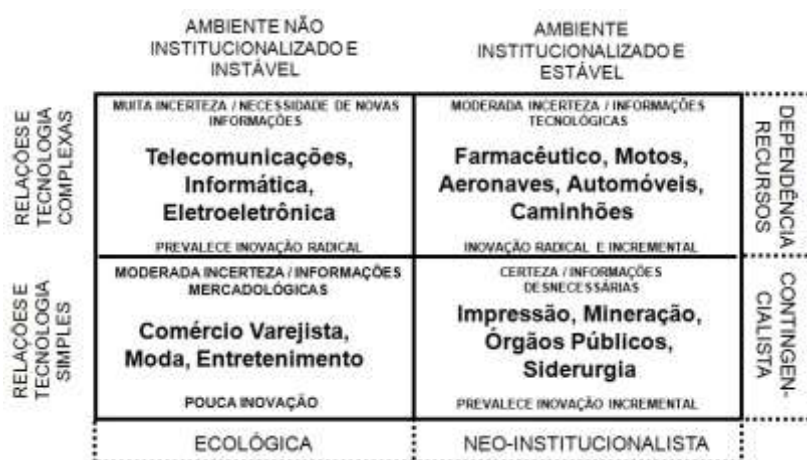 AMBIENTE NÃO
INSTITUCIONALIZADO E
INSTÁVEL
AMBIENTE
INSTITUCIONALIZADO E
ESTÁVEL
RELAÇÕES E
TECNOLOGIA
COMPLEXAS
MUITA INCERTEZA / NECESSIDADE DE NOVAS
INFORMAÇÕES
Telecomunicações,
Informática,
Eletroeletrônica
PREVALECE INOVAÇÃO RADICAL
MODERADA INCERTEZA / INFORMAÇÕES
TECNOLÓGICAS
Farmacêutico, Motos,
Aeronaves, Automóveis,
Caminhões
INOVAÇÃO RADICAL E INCREMENTAL
DEPENDÊNCIA
RECURSOS
RELAÇÕES E
TECNOLOGIA
SIMPLES
MODERADA INCERTEZA / INFORMAÇÕES
MERCADOLÓGICAS
Comércio Varejista,
Moda, Entretenimento
POUCA INOVAÇÃO
CERTEZA / INFORMAÇÕES
DESNECESSÁRIAS
Impressão, Mineração,
Órgãos Públicos,
Siderurgia
PREVALECE INOVAÇÃO INCREMENTAL
CONTINGEN-
CIALISTA
ECOLÓGICA
NEO-INSTITUCIONALISTA